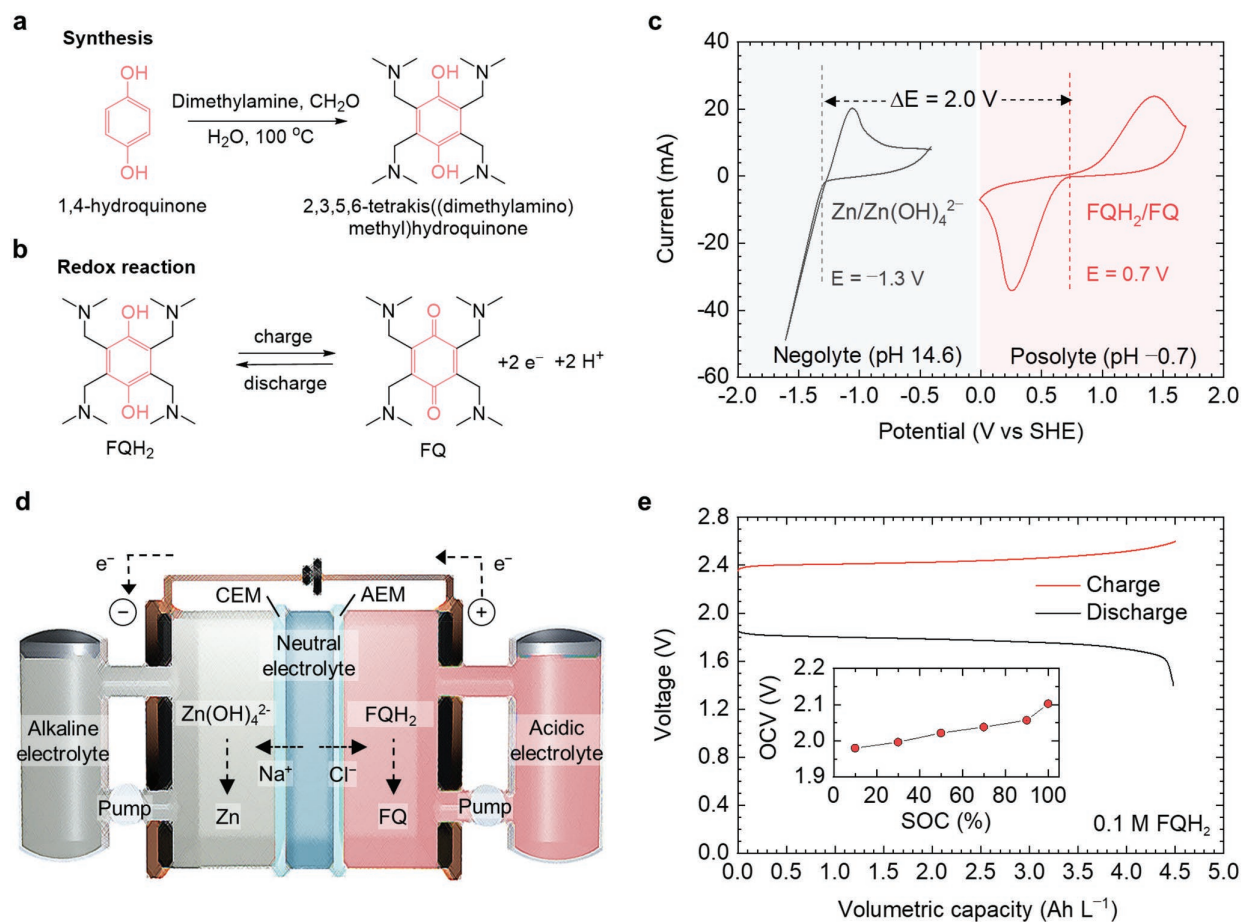 a
Synthesis
OH
OH
1,4-hydroquinone
Dimethylamine, CH₂O
H₂O, 100 °C
N
OH
N
N
OH
N
2,3,5,6-tetrakis((dimethylamino)
methyl)hydroquinone
b
Redox reaction
N
OH
N
N
OH
N
FQH₂
charge
discharge
N
O
N
N
O
N
FQ
+2 e⁻ +2 H⁺
c
Current (mA)
40
20
0
-20
-40
-60
ΔE = 2.0 V
Zn/Zn(OH)₄²⁻
E = −1.3 V
FQH₂/FQ
E = 0.7 V
Negolyte (pH 14.6)
Posolyte (pH −0.7)
-2.0 -1.5 -1.0 -0.5 0.0 0.5 1.0 1.5 2.0
Potential (V vs SHE)
d
e⁻
e⁻
−
CEM
AEM
+
Neutral
electrolyte
Alkaline
electrolyte
Zn(OH)₄²⁻
FQH₂
Acidic
electrolyte
Na⁺
Cl⁻
Pump
Zn
FQ
Pump
e
Voltage (V)
2.8
2.4
2.0
1.6
1.2
0.8
0.4
0.0
Charge
Discharge
OCV (V)
2.2
2.1
2.0
1.9
0 20 40 60 80 100
SOC (%)
0.1 M FQH₂
0.0 0.5 1.0 1.5 2.0 2.5 3.0 3.5 4.0 4.5 5.0
Volumetric capacity (Ah L⁻¹)